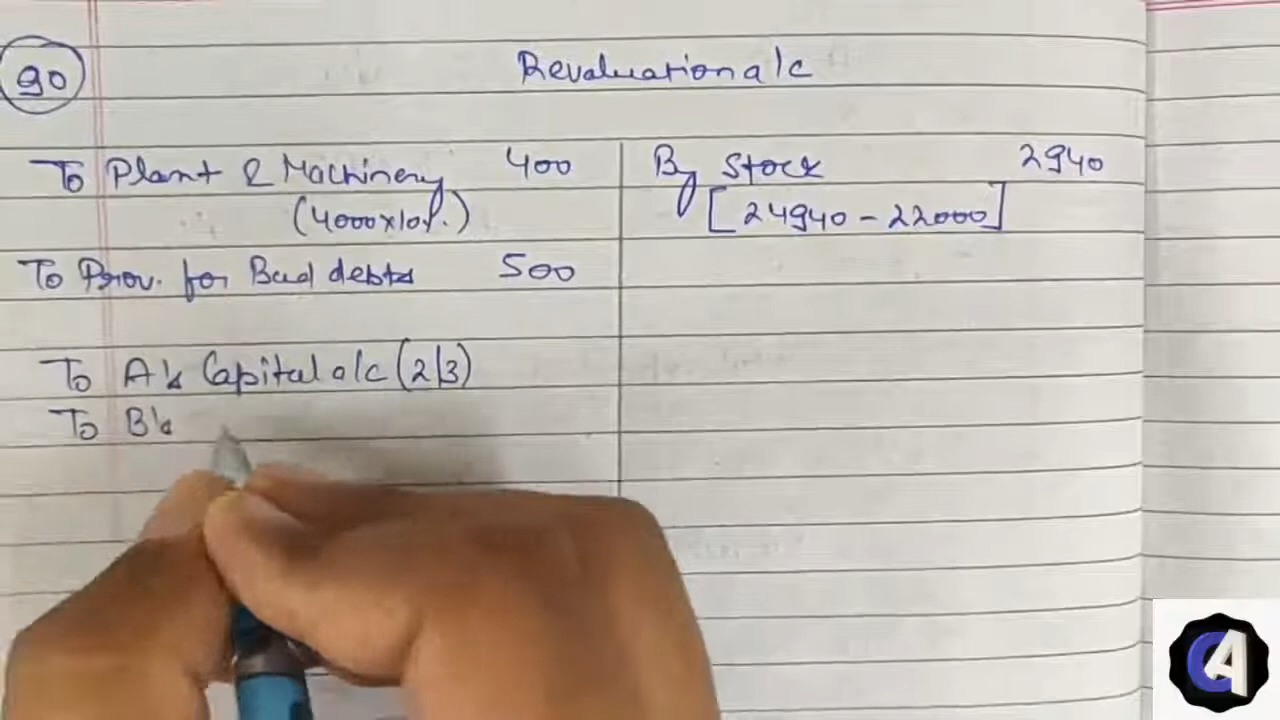 90
Revaluation a/c
To Plant & Machinery 400
(4000x10%.)
To Prov. for Bad debts 500
To A's Capital a/c (2/3)
To B's
By Stock 2940
[24940 - 22000]
CA